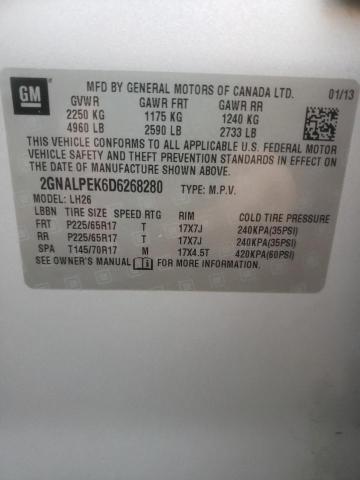 GM
MFD BY GENERAL MOTORS OF CANADA LTD. 01/13
GVWR GAWR FRT GAWR RR
2250 KG 1175 KG 1240 KG
4960 LB 2590 LB 2733 LB
THIS VEHICLE CONFORMS TO ALL APPLICABLE U.S. FEDERAL MOTOR
VEHICLE SAFETY AND THEFT PREVENTION STANDARDS IN EFFECT ON
THE DATE OF MANUFACTURE SHOWN ABOVE.
2GNALPEK6D6268280 TYPE: M.P.V.
MODEL: LH26
LBBN TIRE SIZE SPEED RTG RIM COLD TIRE PRESSURE
FRT P225/65R17 T 17X7J 240KPA(35PSI)
RR P225/65R17 T 17X7J 240KPA(35PSI)
SPA T145/70R17 M 17X4.5T 420KPA(60PSI)
SEE OWNER'S MANUAL